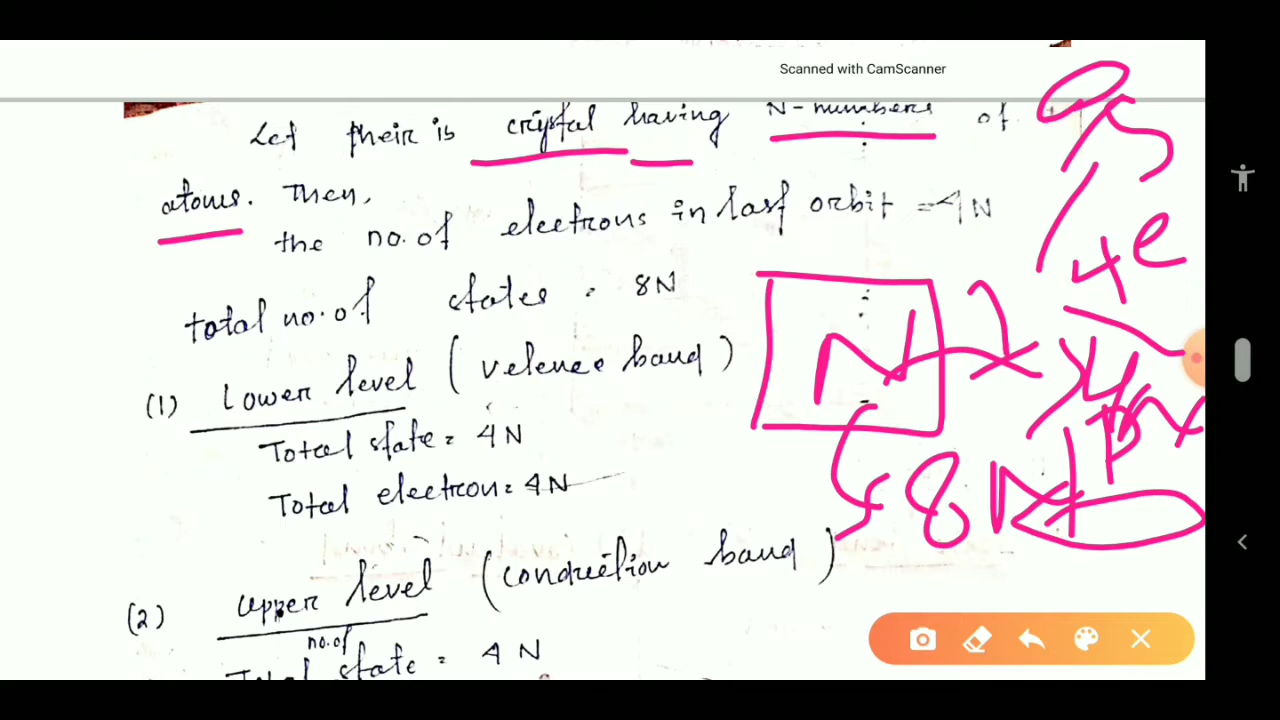 Scanned with CamScanner
Let their is crystal having N-numbers of
atoms. Then,
the no. of electrons in last orbit = 4N
total no. of states = 8N
(1) Lower level (velence band)
Total state = 4N
Total electron = 4N
(2) Upper level (conduction band)
no. of
Total state = 4N
N
4e
8N